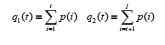 q₁(t) = ∑_{i=1}^{t} p(i)   q₂(t) = ∑_{i=t+1}^{I} p(i)